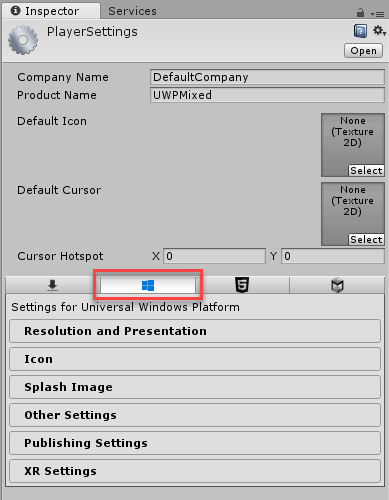 Inspector Services
PlayerSettings
Open
Company Name DefaultCompany
Product Name UWPMixed
Default Icon
None
(Texture
2D)
Select
Default Cursor
None
(Texture
2D)
Select
Cursor Hotspot X 0 Y 0
Settings for Universal Windows Platform
Resolution and Presentation
Icon
Splash Image
Other Settings
Publishing Settings
XR Settings